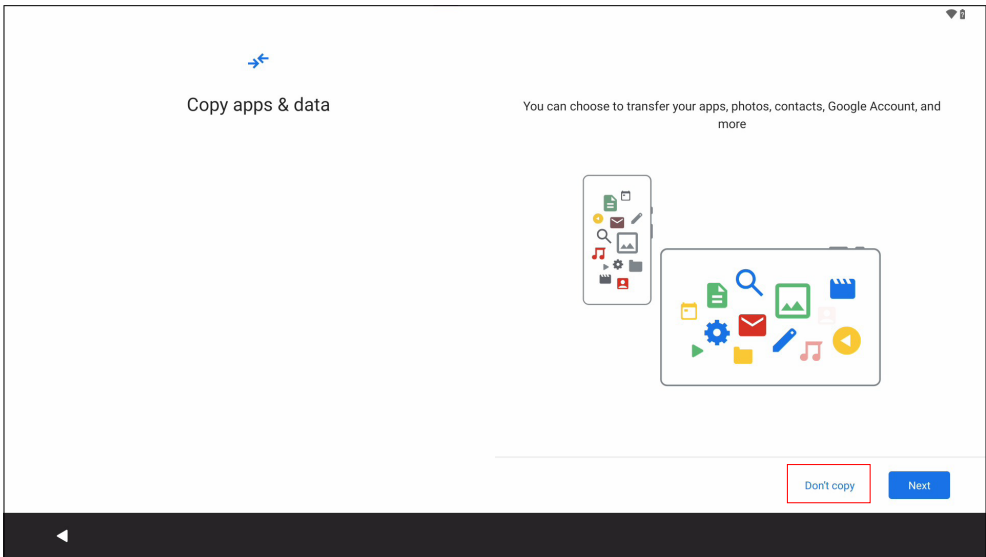 Copy apps & data
You can choose to transfer your apps, photos, contacts, Google Account, and
more
Don't copy
Next